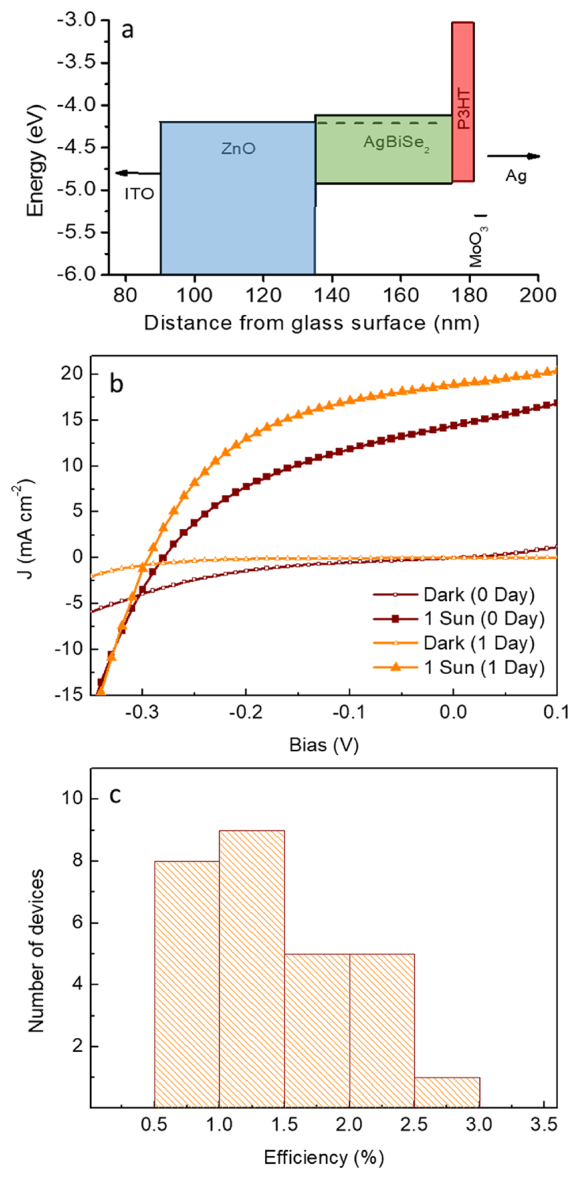 a
-3.0
-3.5
-4.0
-4.5
-5.0
-5.5
-6.0
Energy (eV)
ITO
ZnO
AgBiSe₂
P3HT
MoO₃
Ag
80 100 120 140 160 180 200
Distance from glass surface (nm)
b
20
15
10
5
0
-5
-10
-15
J (mA cm⁻²)
Dark (0 Day)
1 Sun (0 Day)
Dark (1 Day)
1 Sun (1 Day)
-0.3 -0.2 -0.1 0.0 0.1
Bias (V)
c
10
8
6
4
2
Number of devices
0.5 1.0 1.5 2.0 2.5 3.0 3.5
Efficiency (%)